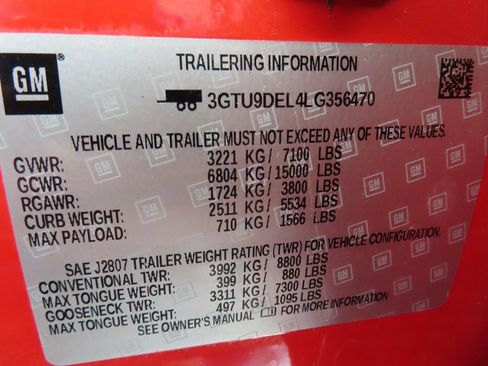 GM
TRAILERING INFORMATION
3GTU9DEL4LG356470
VEHICLE AND TRAILER MUST NOT EXCEED ANY OF THESE VALUES.
GVWR: 3221 KG/ 7100 LBS
GCWR: 6804 KG/ 15000 LBS
RGAWR: 1724 KG/ 3800 LBS
CURB WEIGHT: 2511 KG/ 5534 LBS
MAX PAYLOAD: 710 KG/ 1566 LBS
SAE J2807 TRAILER WEIGHT RATING (TWR) FOR VEHICLE CONFIGURATION.
CONVENTIONAL TWR: 3992 KG/ 8800 LBS
MAX TONGUE WEIGHT: 399 KG/ 880 LBS
GOOSENECK TWR: 3311 KG/ 7300 LBS
MAX TONGUE WEIGHT: 497 KG/ 1095 LBS
SEE OWNER'S MANUAL FOR MORE INFORMATION